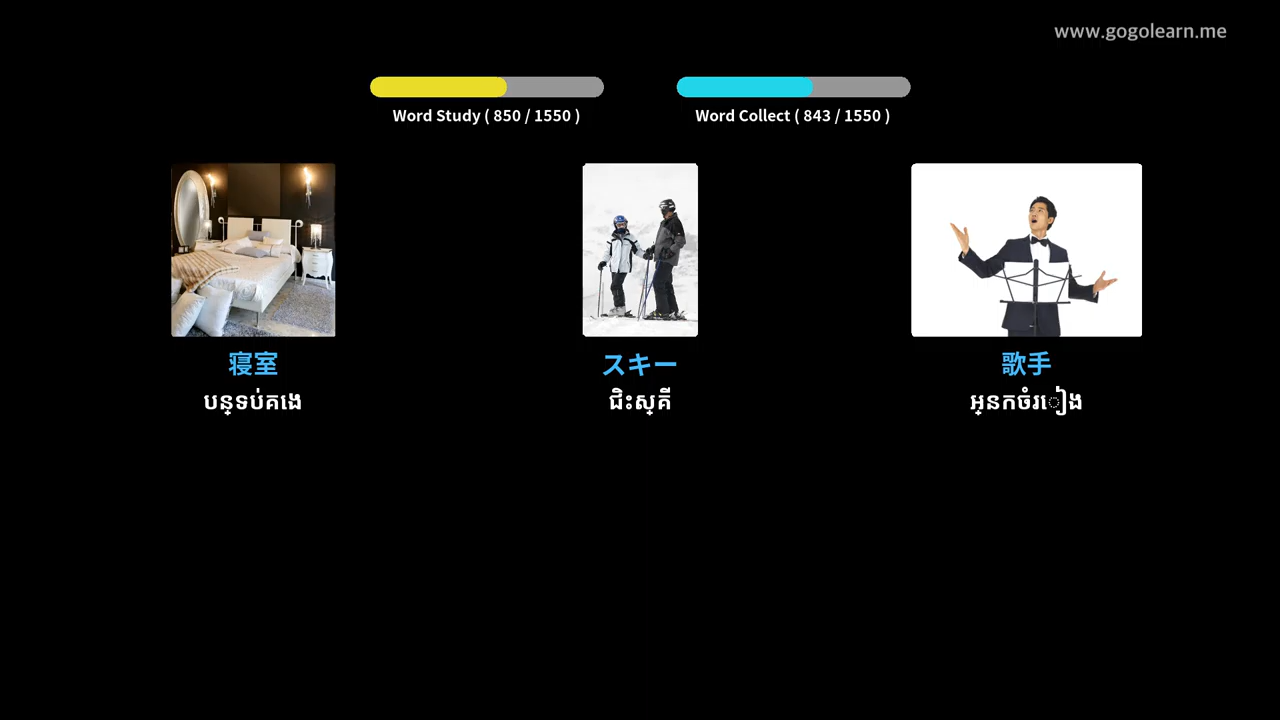 www.gogolearn.me
Word Study ( 850 / 1550 )
Word Collect ( 843 / 1550 )
寝室
スキー
歌手
បន្ទប់គេង
ជិះស្គី
អ្នកចំរៀង